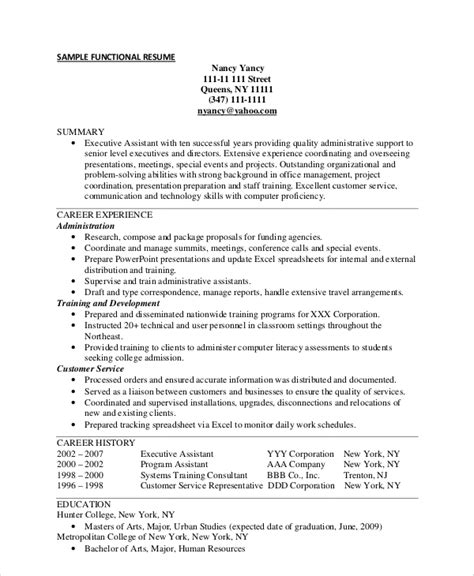 SAMPLE FUNCTIONAL RESUME
Nancy Yancy
111-11 111 Street
Queens, NY 11111
(347) 111-1111
nyancy@yahoo.com
SUMMARY
• Executive Assistant with ten successful years providing quality administrative support to
senior level executives and directors. Extensive experience coordinating and overseeing
presentations, meetings, special events and projects. Outstanding organizational and
problem-solving abilities with strong background in office management, project
coordination, presentation preparation and staff training. Excellent customer service,
communication and technology skills with computer proficiency.
CAREER EXPERIENCE
Administration
• Research, compose and package proposals for funding agencies.
• Coordinate and manage summits, meetings, conference calls and special events.
• Prepare PowerPoint presentations and update Excel spreadsheets for internal and external
distribution and training.
• Supervise and train administrative assistants.
• Draft and type correspondence, manage reports, handle extensive travel arrangements.
Training and Development
• Prepared and disseminated nationwide training programs for XXX Corporation.
• Instructed 20+ technical and user personnel in classroom settings throughout the
Northeast.
• Provided training to clients to administer computer literacy assessments to students
seeking college admission.
Customer Service
• Processed orders and ensured accurate information was distributed and displayed.
• Served as a liaison between clients and outside vendors ensuring quality services.
• Coordinated and supervised installations, upgrades, disconnections and relocations of
new and existing clients.
• Prepared tracking spreadsheet via Excel to monitor daily work schedules.
CAREER HISTORY
2002 – 2007 Executive Assistant YYY Corporation New York, NY
2000 – 2002 Program Assistant AAA Company New York, NY
1998 – 2000 Systems Training Consultant BBB Co., Inc. Trenton, NJ
1996 – 1998 Customer Service Representative DDD Corporation New York, NY
EDUCATION
Hunter College, New York, NY
• Masters of Arts, Major, Urban Studies (expected date of graduation, June, 2009)
Metropolitan College of New York, New York, NY
• Bachelor of Arts, Major, Human Resources